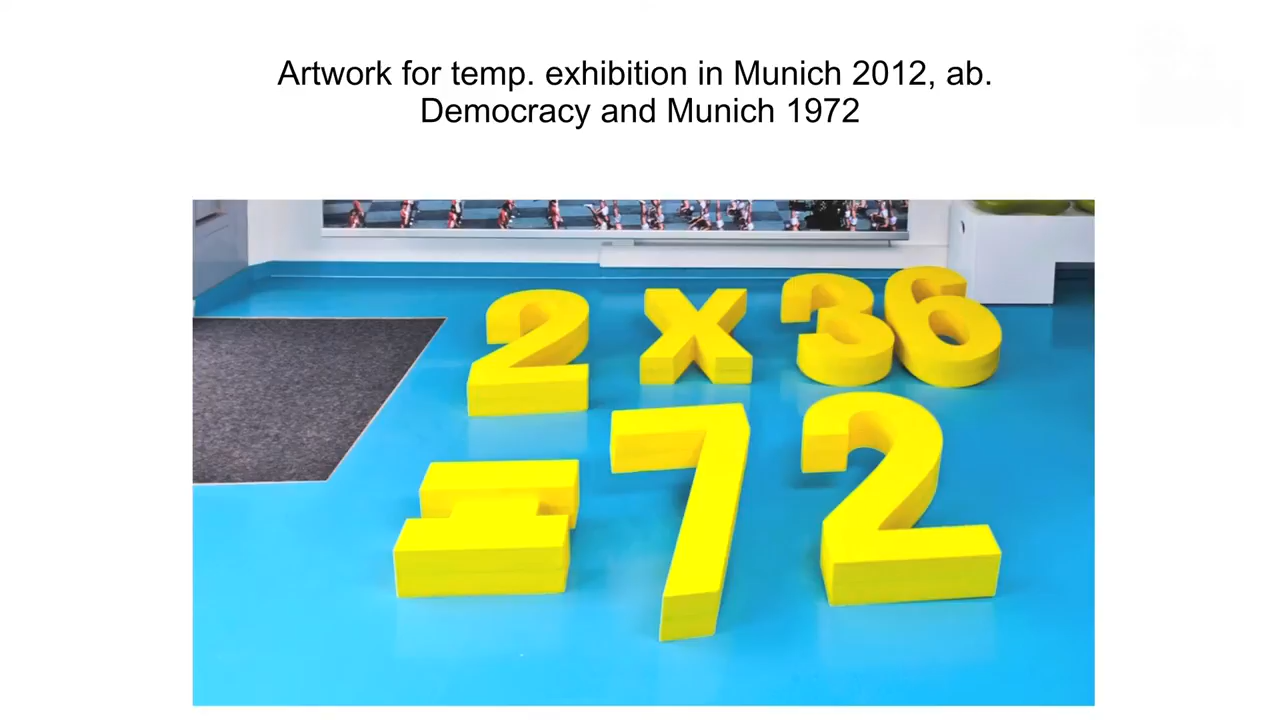 Artwork for temp. exhibition in Munich 2012, ab.
Democracy and Munich 1972
2 x 36
= 72